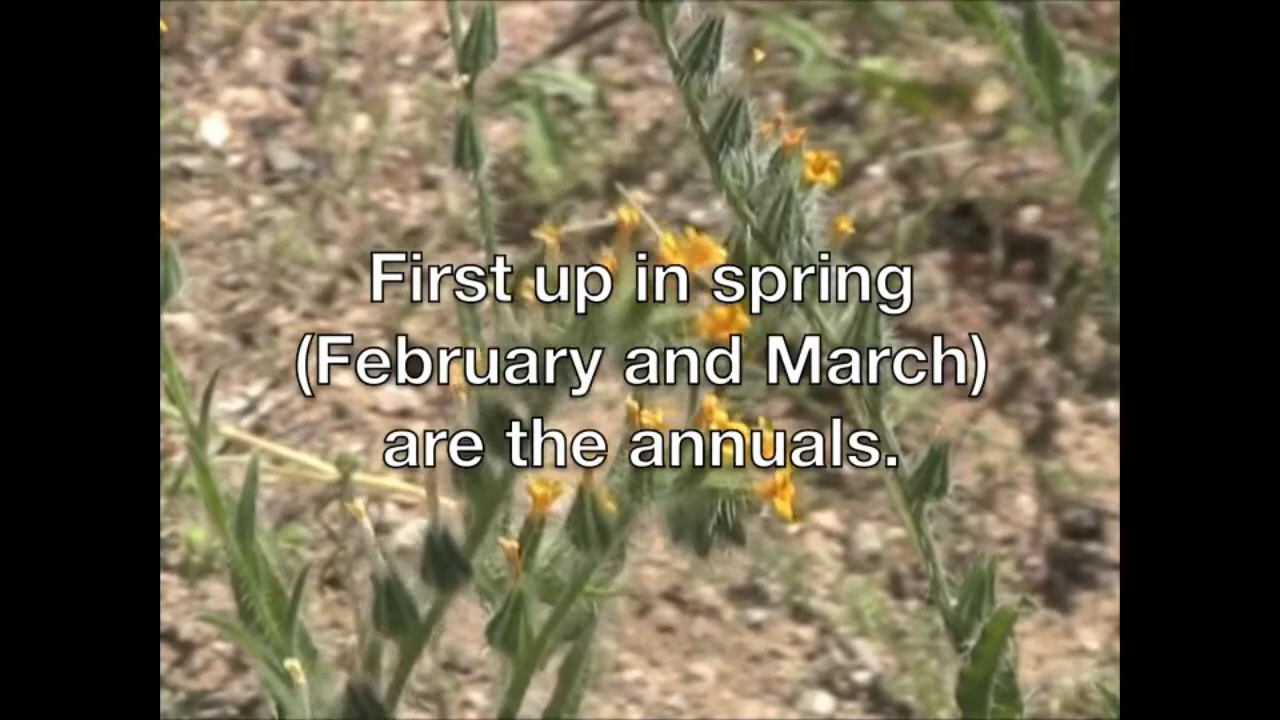 First up in spring
(February and March)
are the annuals.